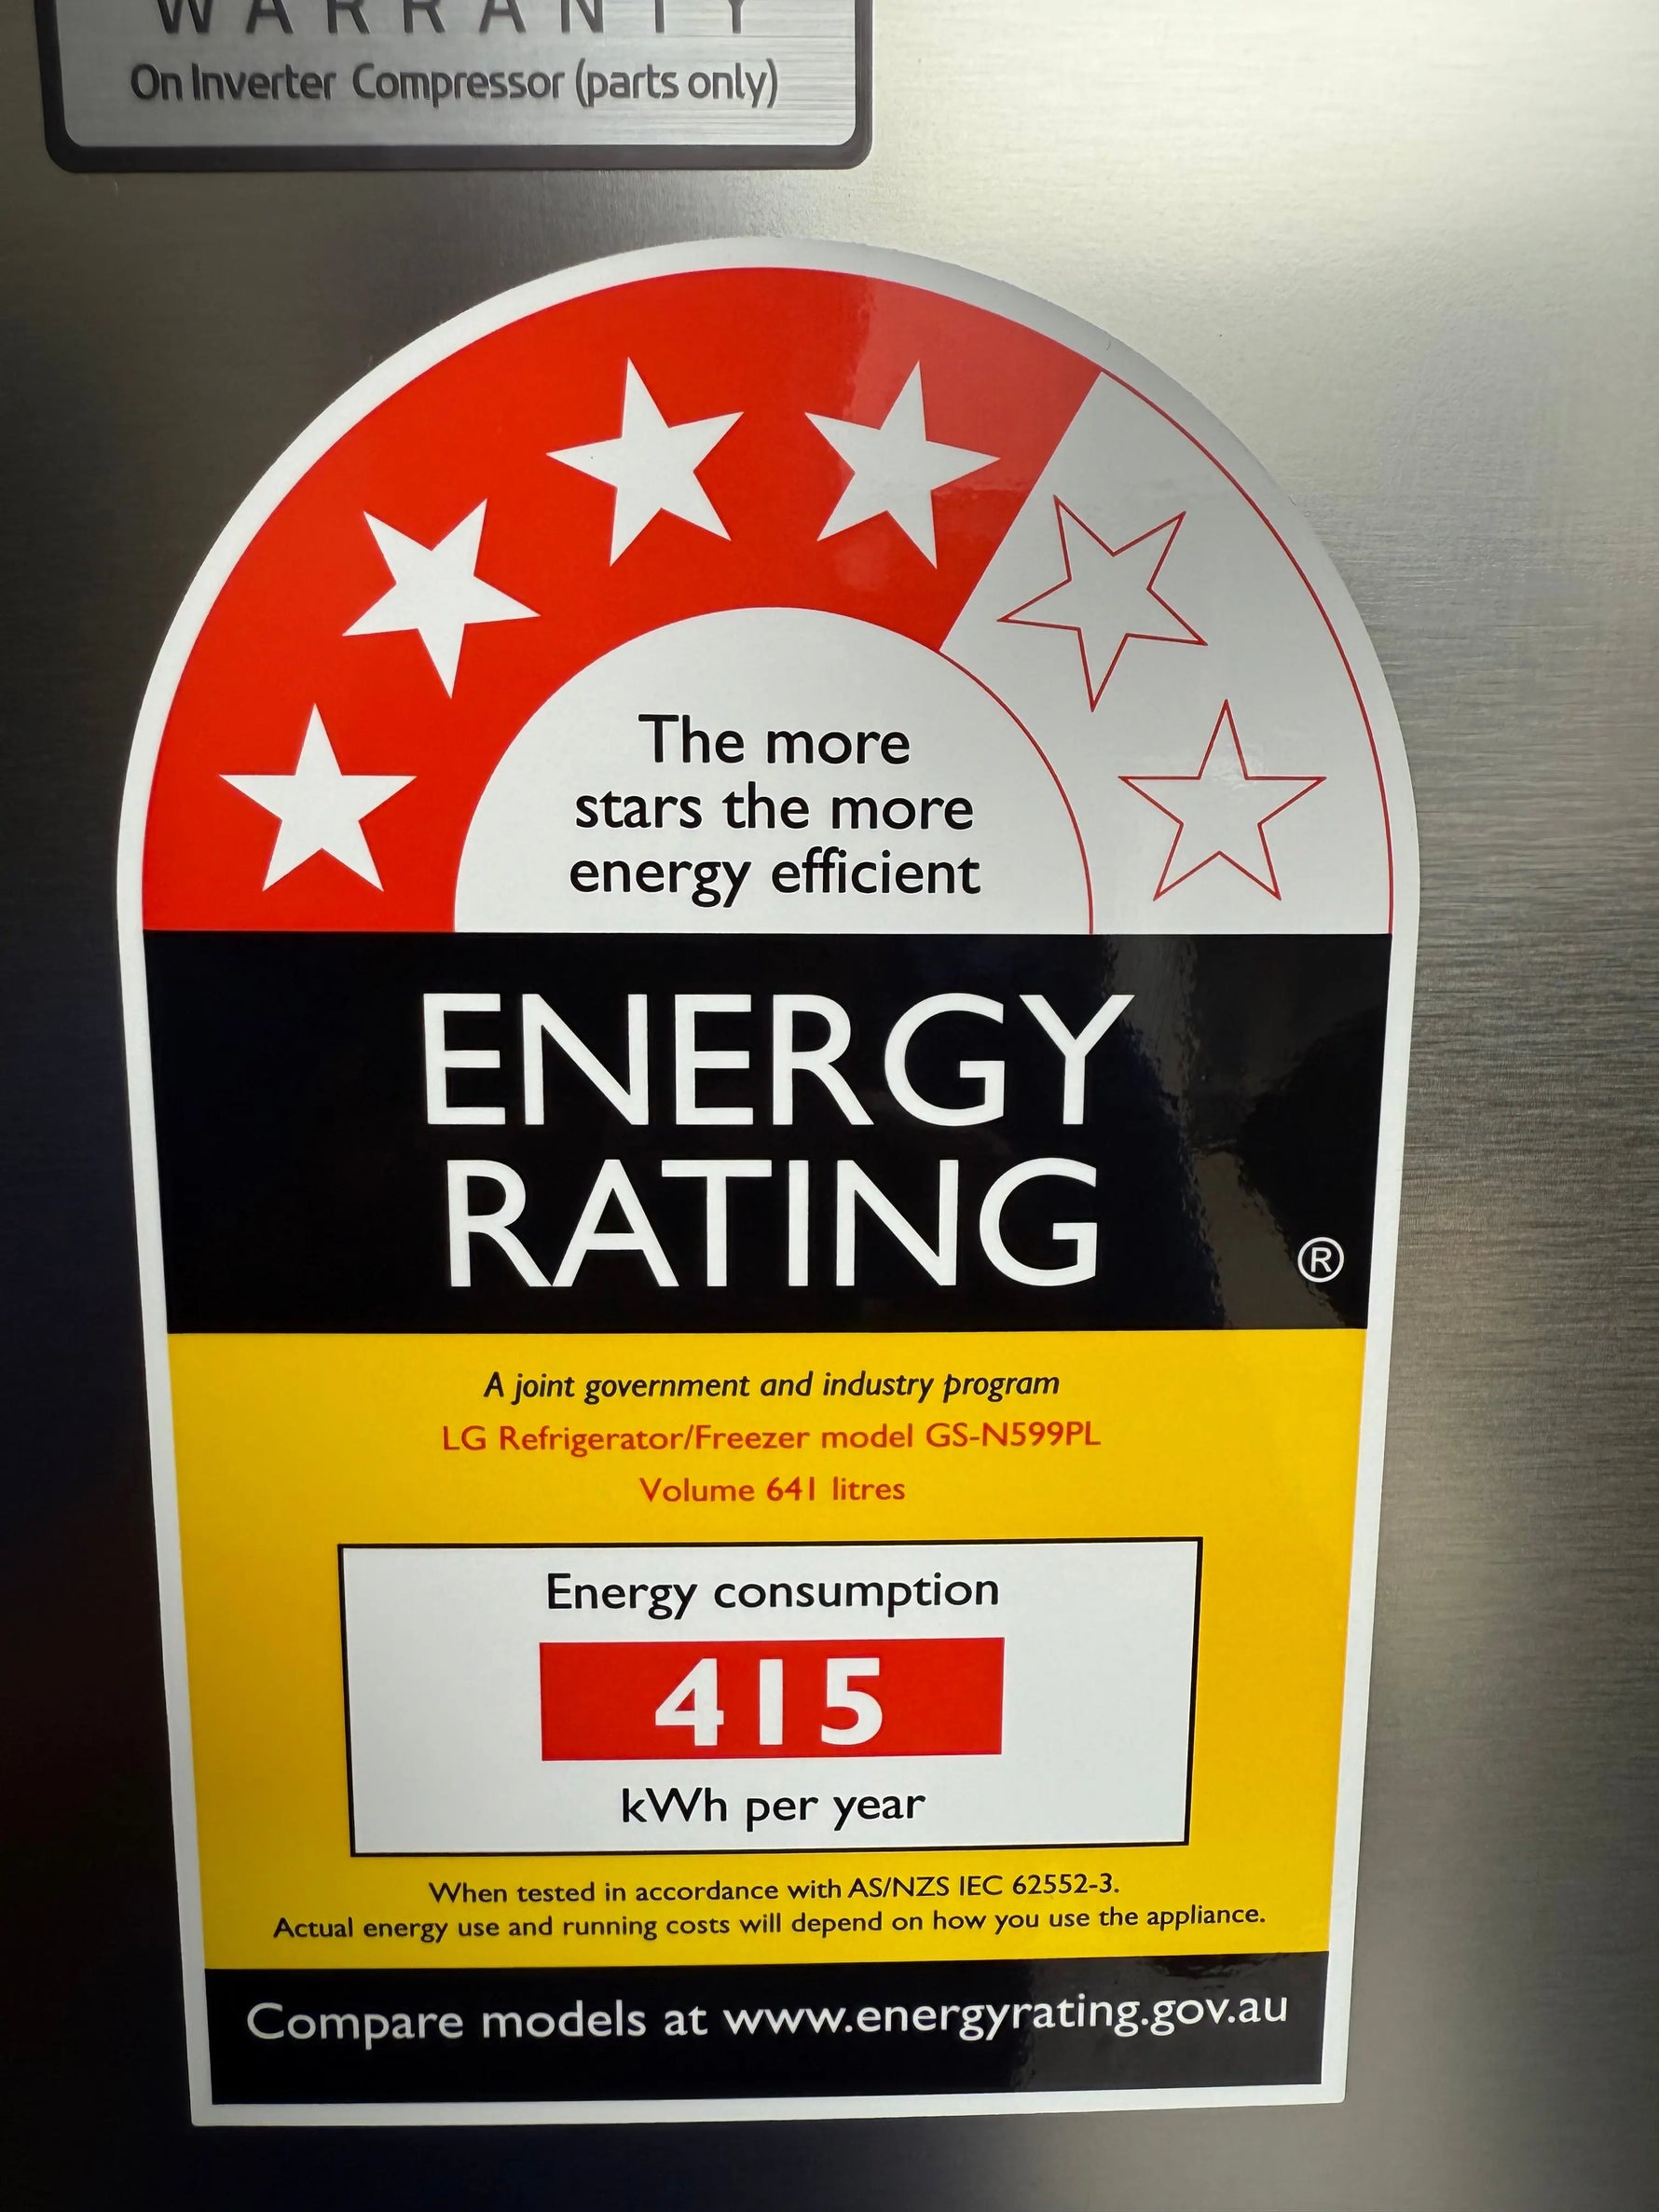 WARRANTY
On Inverter Compressor (parts only)
The more
stars the more
energy efficient
ENERGY
RATING
®
A joint government and industry program
LG Refrigerator/Freezer model GS-N599PL
Volume 641 litres
Energy consumption
415
kWh per year
When tested in accordance with AS/NZS IEC 62552-3.
Actual energy use and running costs will depend on how you use the appliance.
Compare models at www.energyrating.gov.au